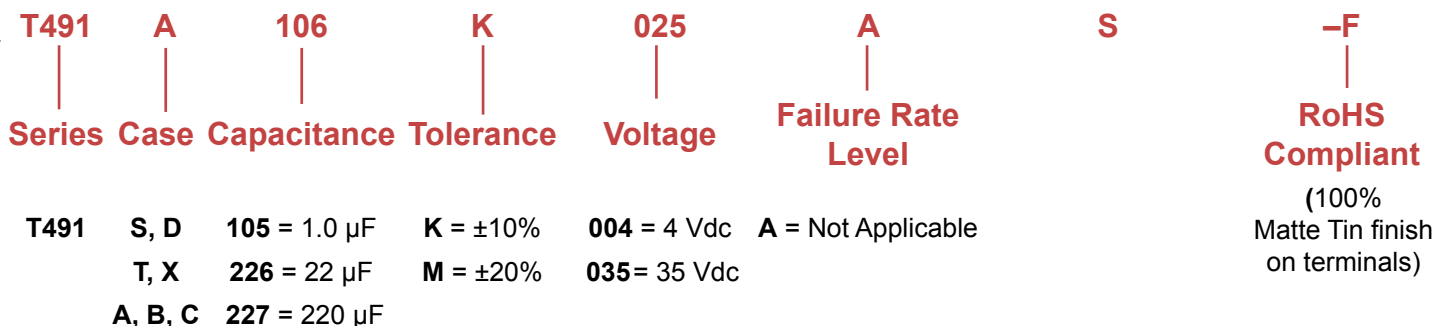 T491 A 106 K 025 A S –F
Series Case Capacitance Tolerance Voltage Failure Rate Level RoHS Compliant
(100% Matte Tin finish on terminals)
T491 S, D 105 = 1.0 µF K = ±10% 004 = 4 Vdc A = Not Applicable
T, X 226 = 22 µF M = ±20% 035= 35 Vdc
A, B, C 227 = 220 µF